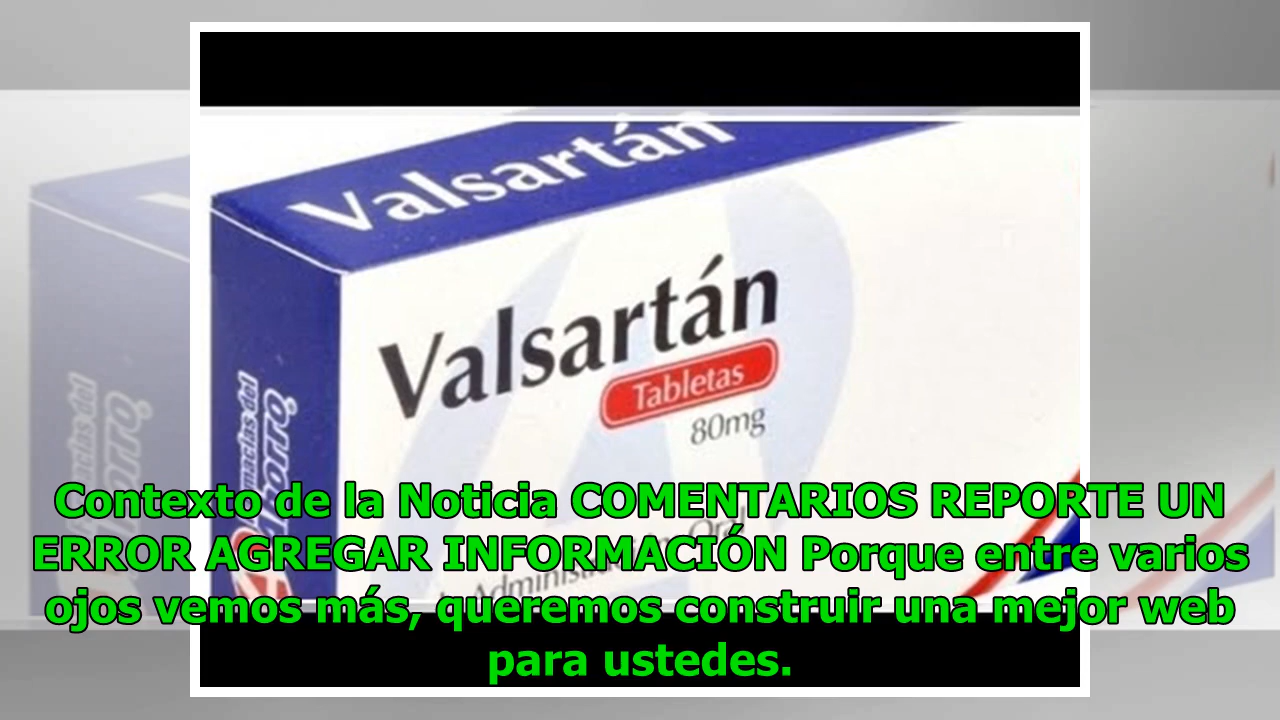 Valsartán
Valsartán
Tabletas
80mg
Ahorro
Contexto de la Noticia COMENTARIOS REPORTE UN
ERROR AGREGAR INFORMACIÓN Porque entre varios
ojos vemos más, queremos construir una mejor web
para ustedes.